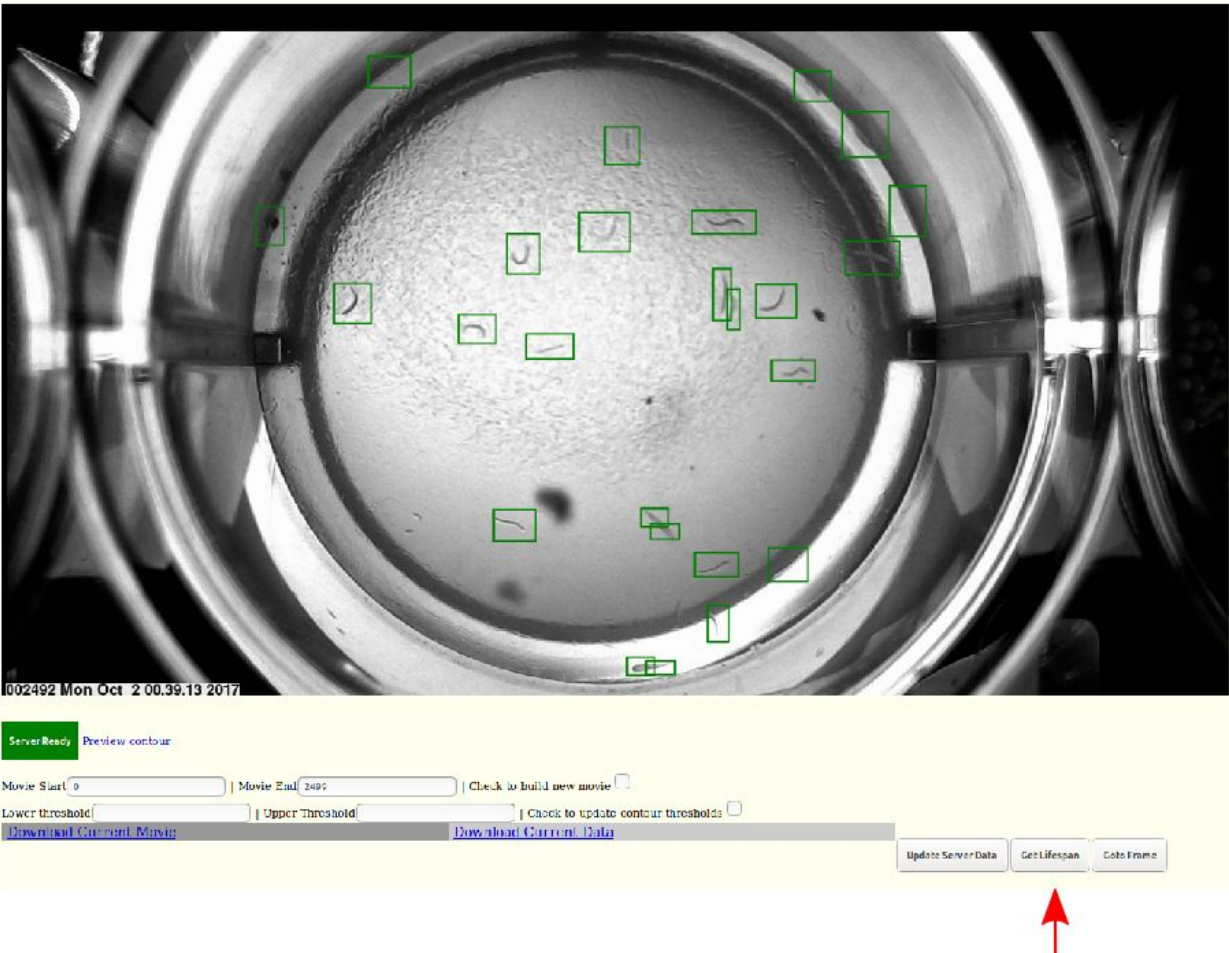 002492 Mon Oct 2 00.39.13 2017
Server Ready Preview contour
Movie Start 0 | Movie End 2499 | Check to build new movie
Lower threshold | Upper Threshold | Check to update contour thresholds
Download Current Movie Download Current Data
Update Server Data Get Lifespan Goto Frame